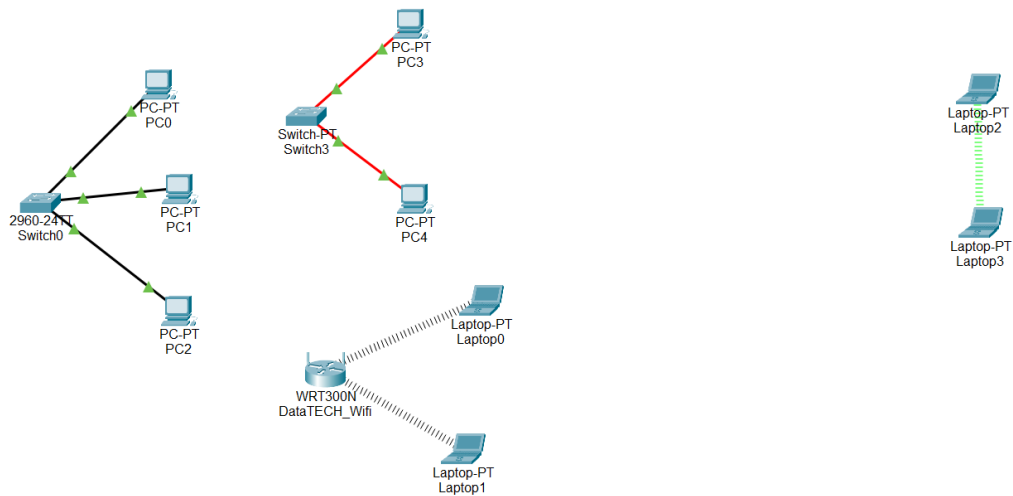 PC-PT
PC3
PC-PT
PC0
Switch-PT
Switch3
Laptop-PT
Laptop2
2960-24TT
Switch0
PC-PT
PC1
PC-PT
PC4
Laptop-PT
Laptop3
PC-PT
PC2
Laptop-PT
Laptop0
WRT300N
DataTECH_Wifi
Laptop-PT
Laptop1